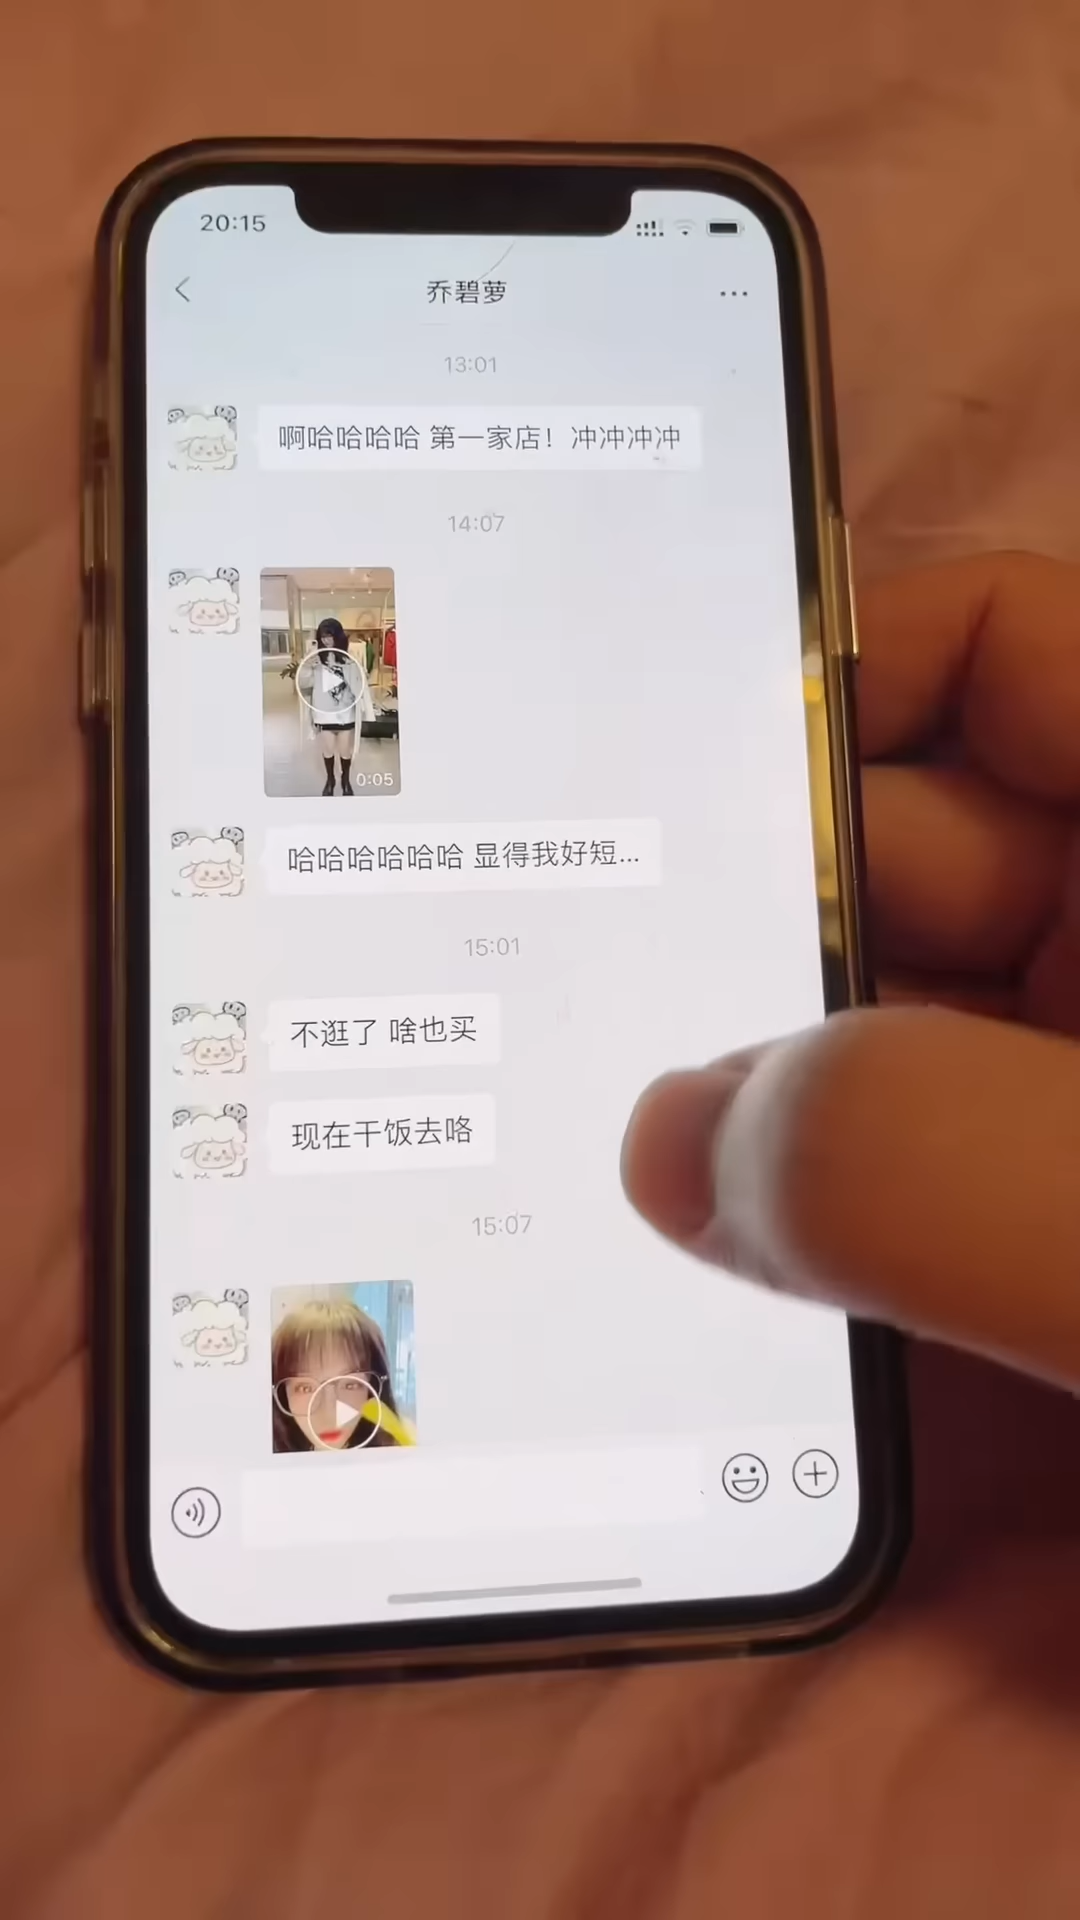 20:15
乔碧萝
13:01
啊哈哈哈哈 第一家店！冲冲冲冲
14:07
0:05
哈哈哈哈哈哈 显得我好短...
15:01
不逛了 啥也买
现在干饭去咯
15:07